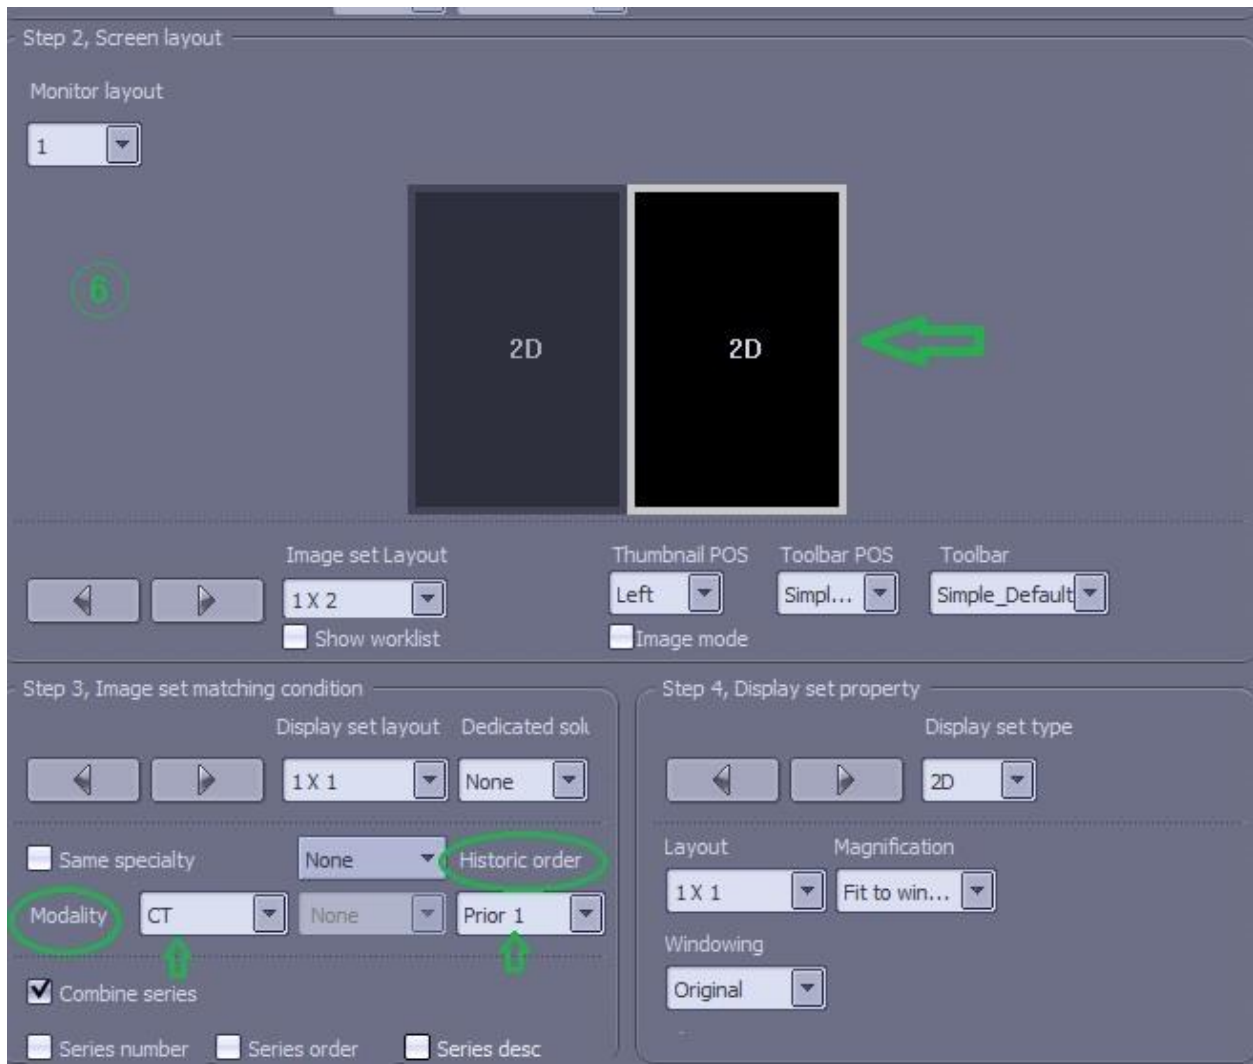 Step 2, Screen layout
Monitor layout
1
6
2D
2D
Image set Layout
Thumbnail POS
Toolbar POS
Toolbar
1 X 2
Left
Simpl...
Simple_Default
Show worklist
Image mode
Step 3, Image set matching condition
Display set layout
Dedicated solu
1 X 1
None
Same specialty
None
Historic order
Modality
CT
None
Prior 1
Combine series
Series number
Series order
Series desc
Step 4, Display set property
Display set type
2D
Layout
Magnification
1 X 1
Fit to win...
Windowing
Original